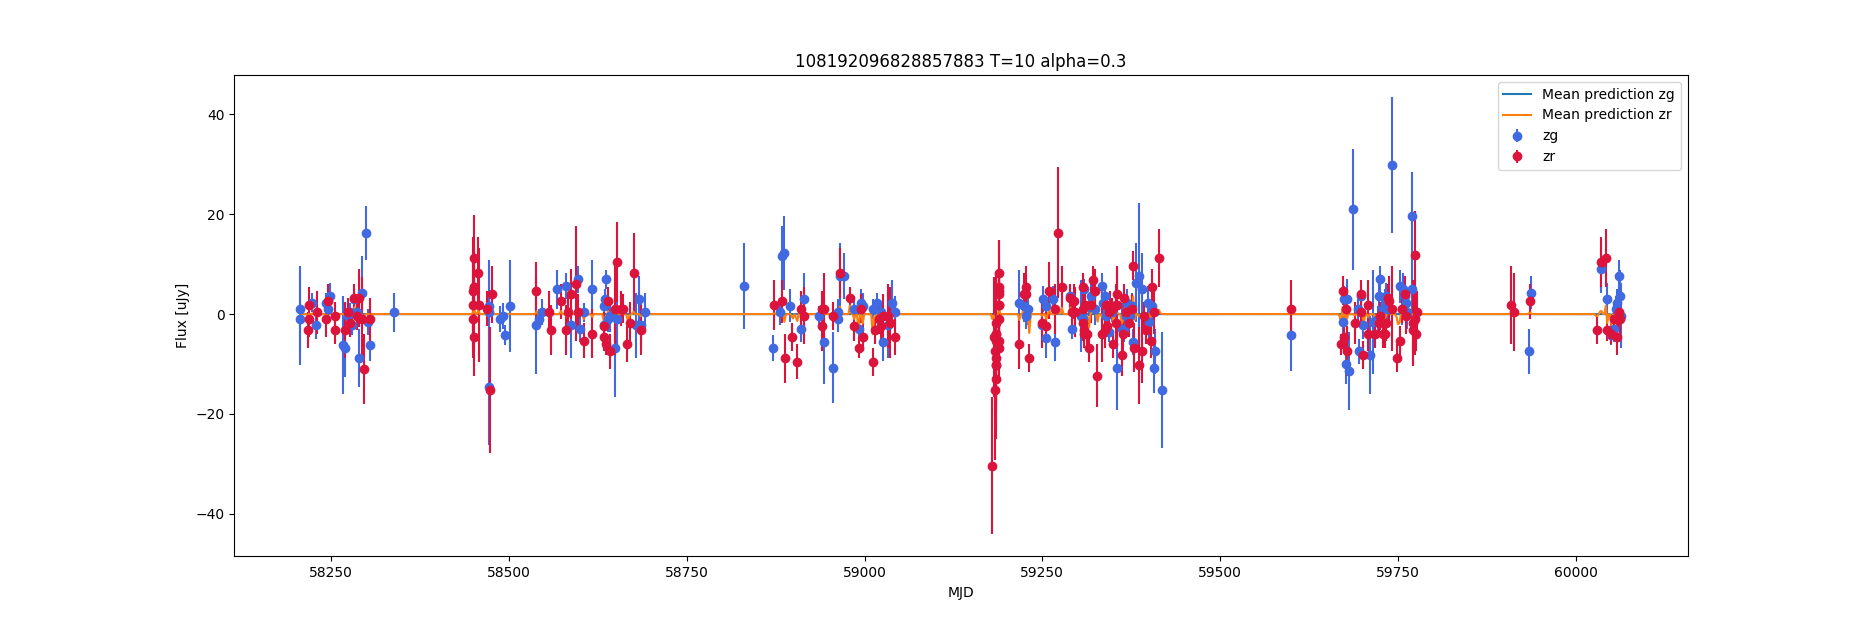 108192096828857883 T=10 alpha=0.3
Mean prediction zg
Mean prediction zr
zg
zr
Flux [uJy]
40
20
0
−20
−40
58250
58500
58750
59000
59250
59500
59750
60000
MJD